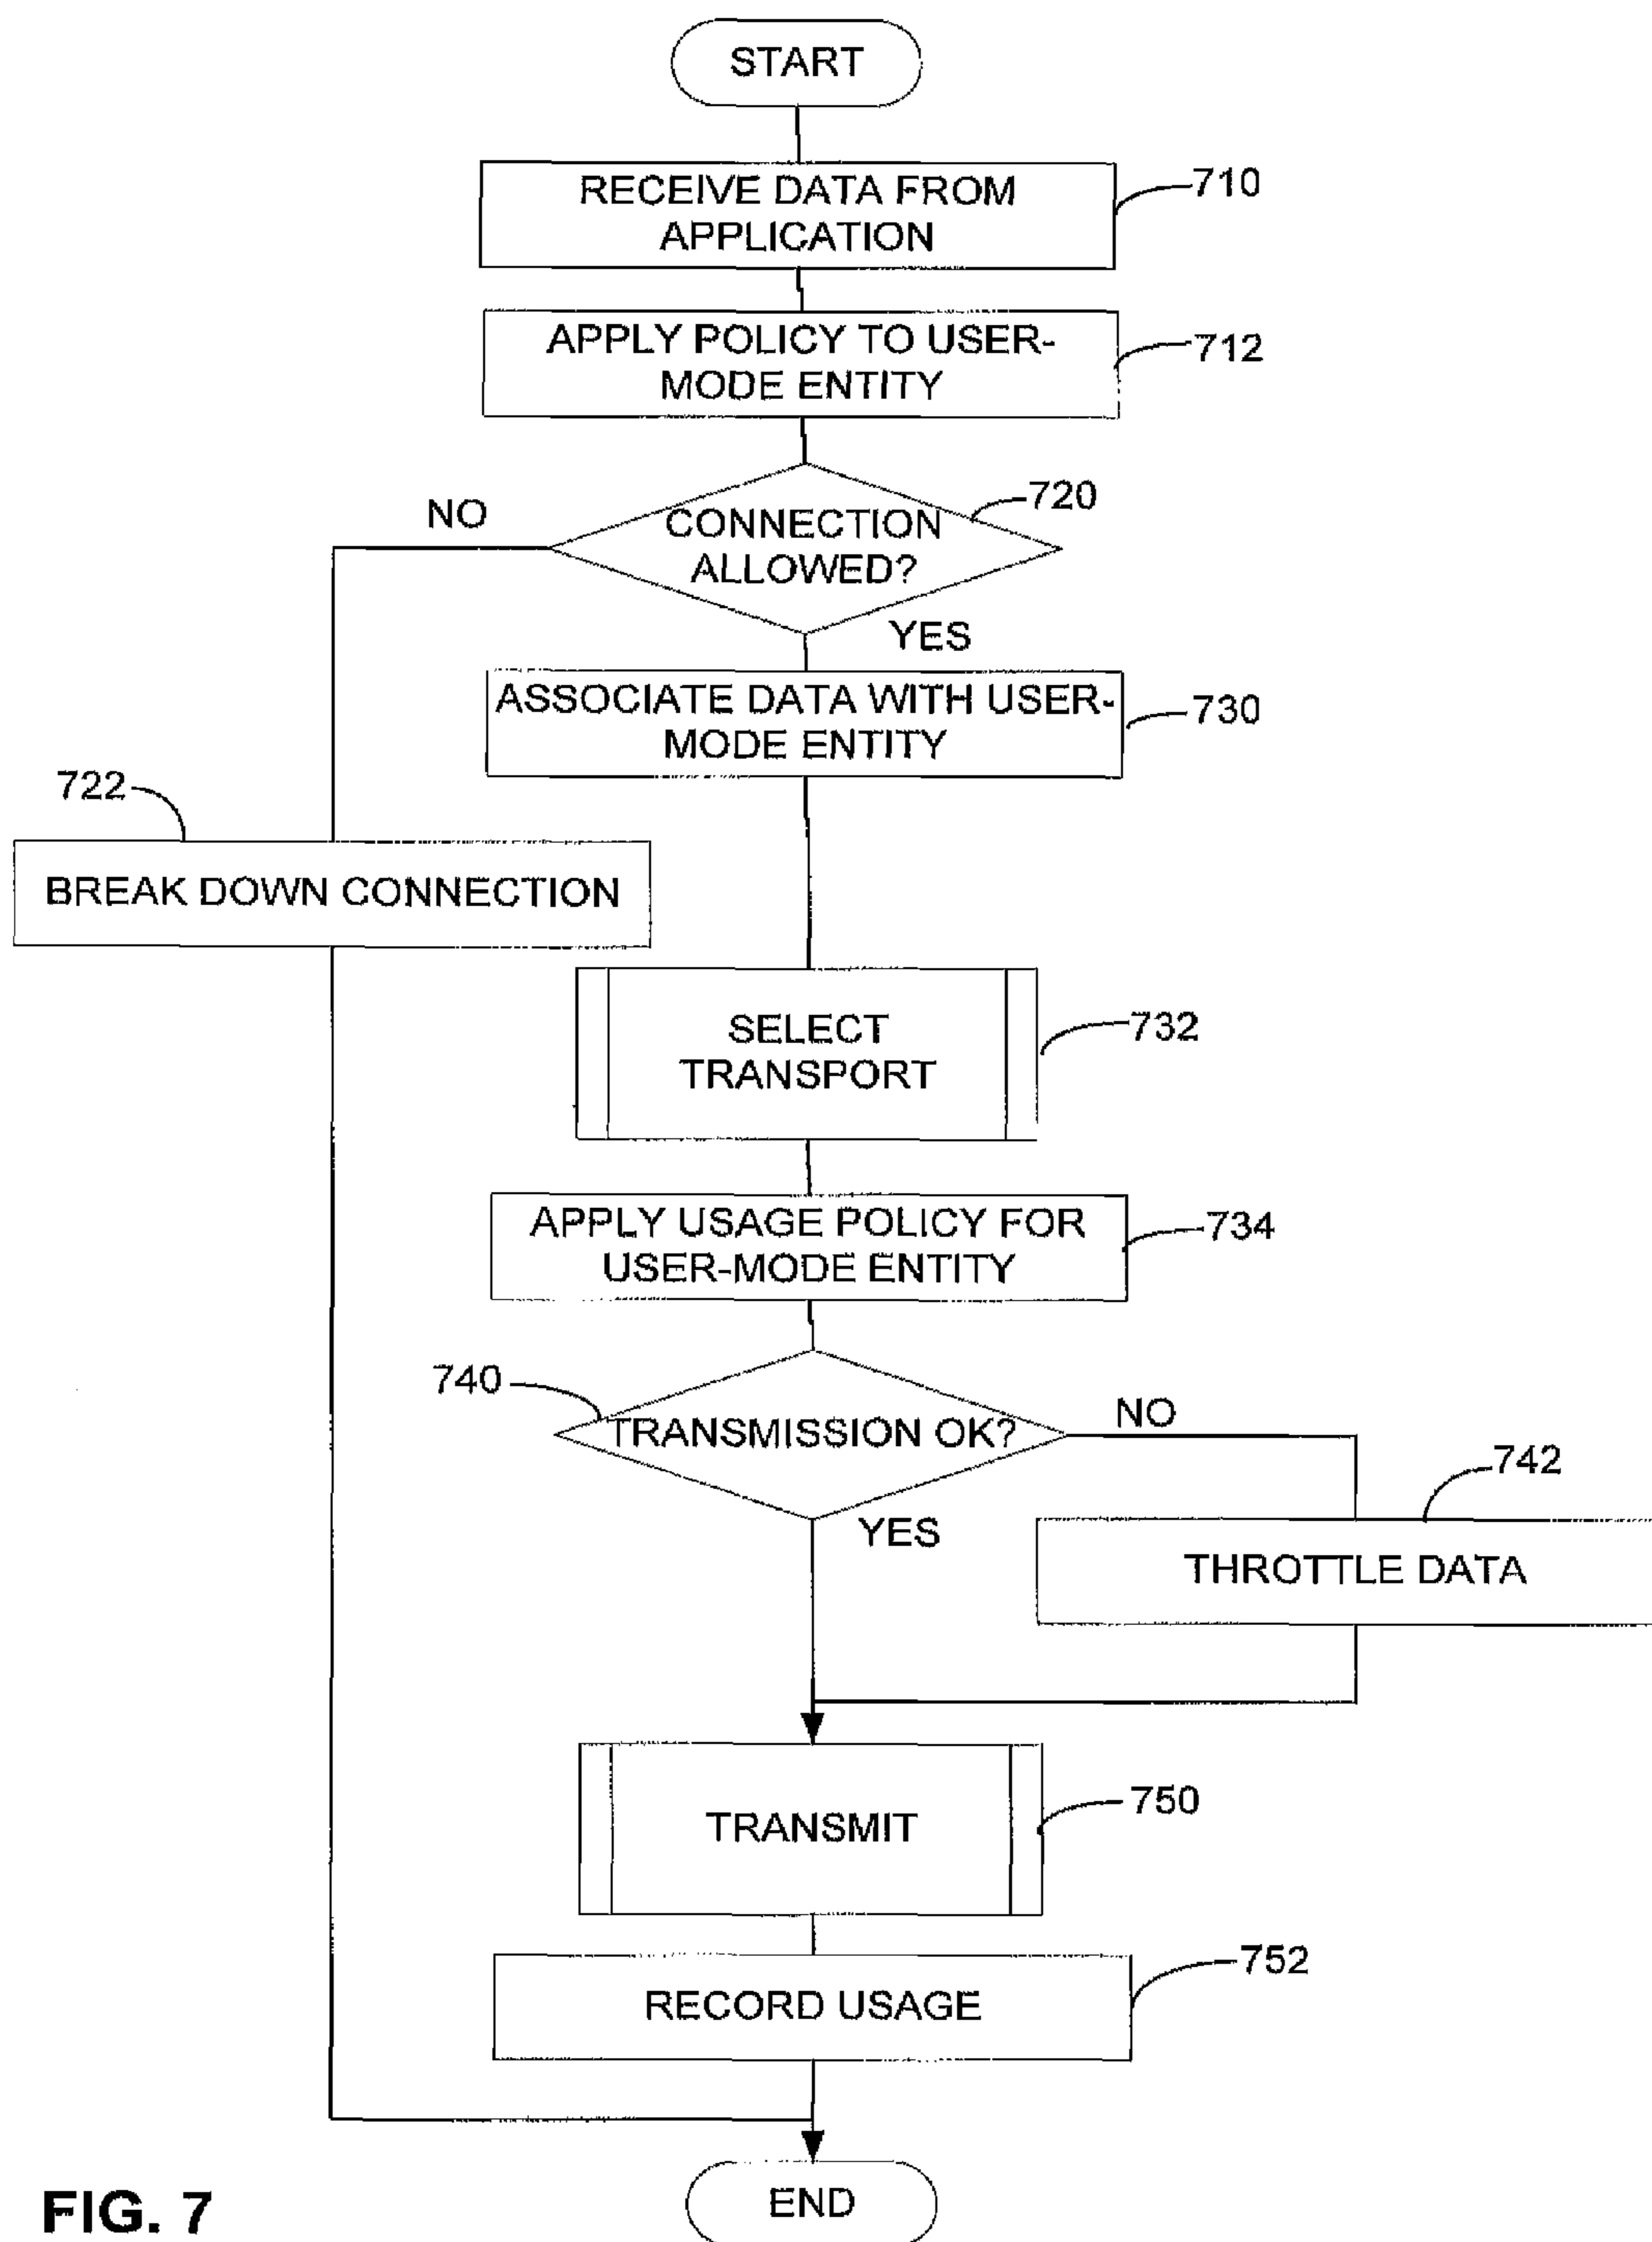 START
RECEIVE DATA FROM
APPLICATION
710
APPLY POLICY TO USER-
MODE ENTITY
712
NO
CONNECTION
ALLOWED?
720
YES
ASSOCIATE DATA WITH USER-
MODE ENTITY
730
722
BREAK DOWN CONNECTION
SELECT
TRANSPORT
732
APPLY USAGE POLICY FOR
USER-MODE ENTITY
734
740
TRANSMISSION OK?
NO
742
YES
THROTTLE DATA
TRANSMIT
750
RECORD USAGE
752
END
FIG. 7